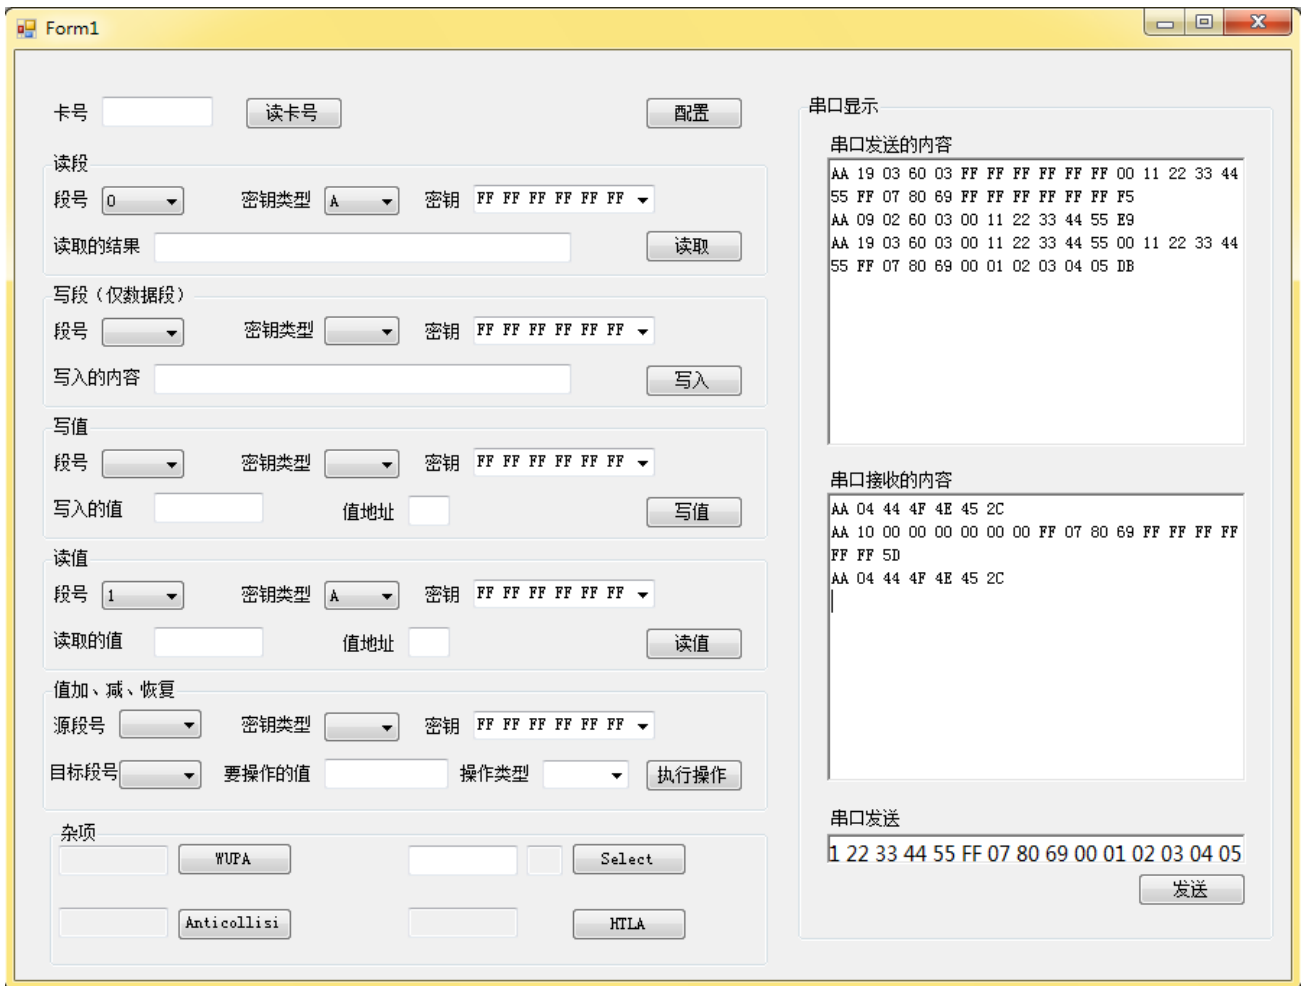 Form1
卡号 读卡号 配置
读段
段号 0 密钥类型 A 密钥 FF FF FF FF FF FF
读取的结果 读取
写段（仅数据段）
段号 密钥类型 密钥 FF FF FF FF FF FF
写入的内容 写入
写值
段号 密钥类型 密钥 FF FF FF FF FF FF
写入的值 值地址 写值
读值
段号 1 密钥类型 A 密钥 FF FF FF FF FF FF
读取的值 值地址 读值
值加、减、恢复
源段号 密钥类型 密钥 FF FF FF FF FF FF
目标段号 要操作的值 操作类型 执行操作
杂项
WUPA Select
Anticollisi HTLA
串口显示
串口发送的内容
AA 19 03 60 03 FF FF FF FF FF FF 00 11 22 33 44
55 FF 07 80 69 FF FF FF FF FF FF F5
AA 09 02 60 03 00 11 22 33 44 55 E9
AA 19 03 60 03 00 11 22 33 44 55 00 11 22 33 44
55 FF 07 80 69 00 01 02 03 04 05 DB
串口接收的内容
AA 04 44 4F 4E 45 2C
AA 10 00 00 00 00 00 00 FF 07 80 69 FF FF FF FF
FF FF 5D
AA 04 44 4F 4E 45 2C
串口发送
1 22 33 44 55 FF 07 80 69 00 01 02 03 04 05
发送